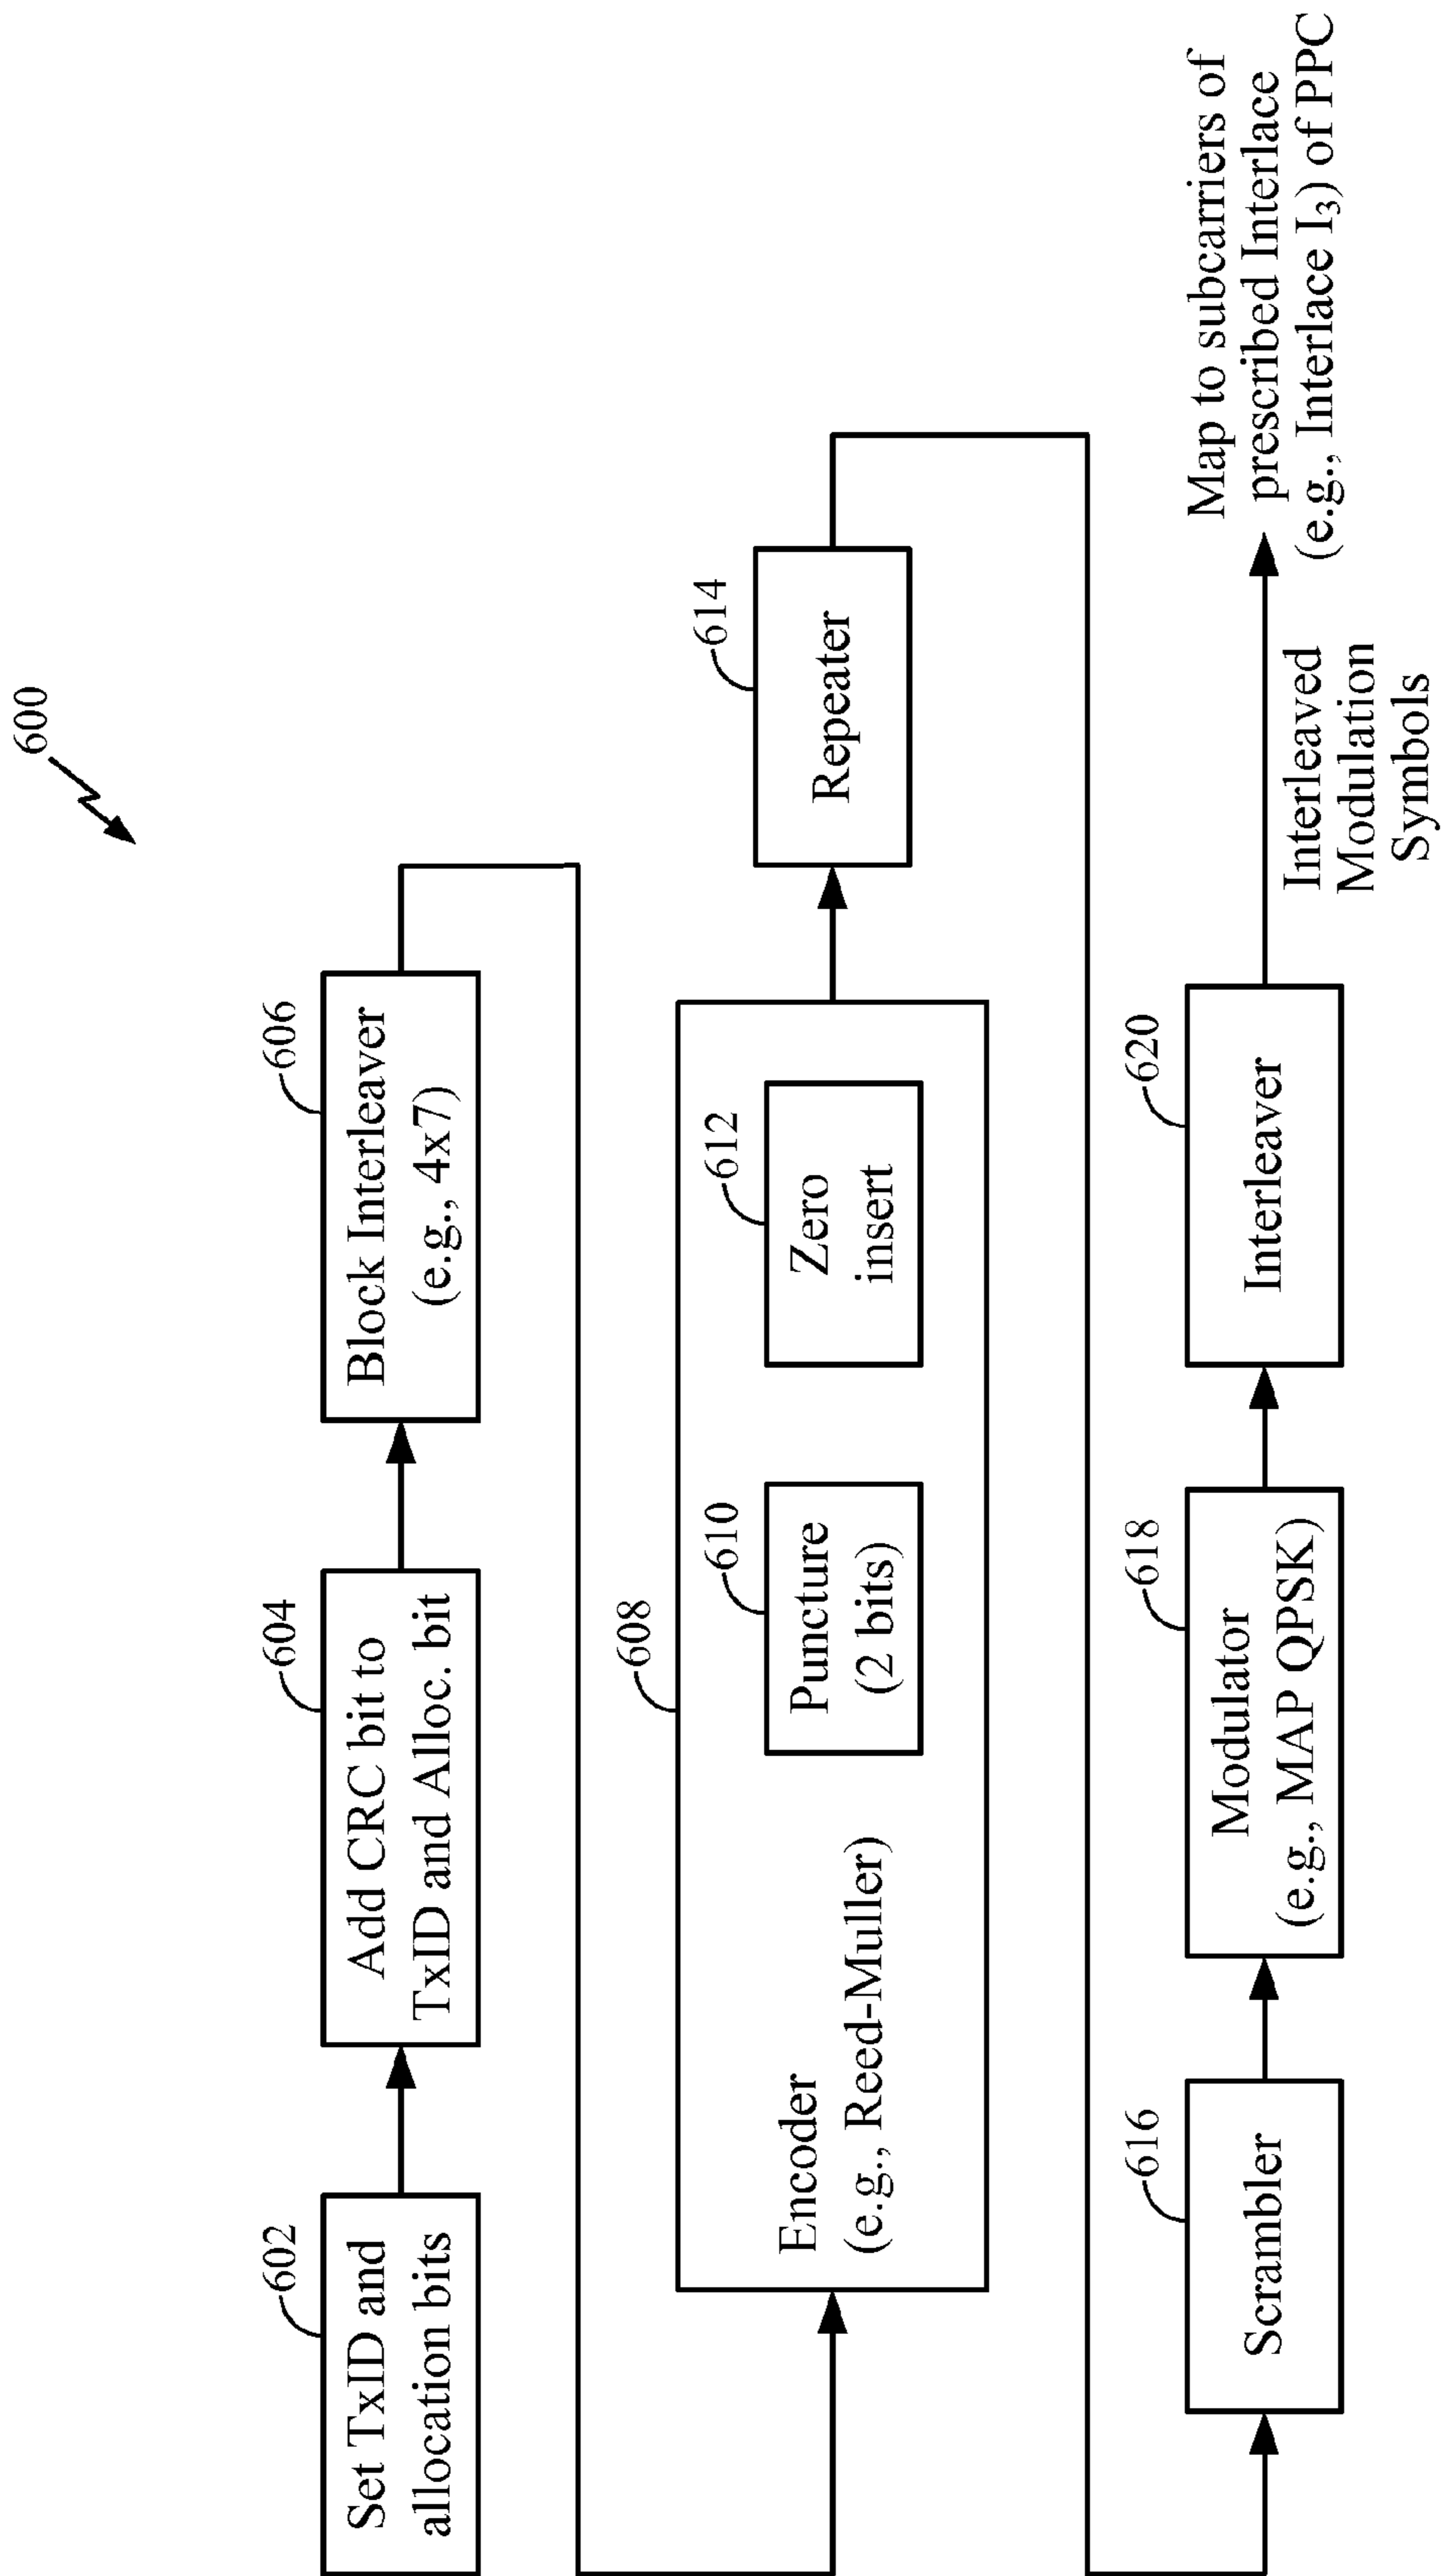 600
602
Set TxID and
allocation bits
604
Add CRC bit to
TxID and Alloc. bit
606
Block Interleaver
(e.g., 4x7)
608
Encoder
(e.g., Reed-Muller)
610
Puncture
(2 bits)
612
Zero
insert
614
Repeater
616
Scrambler
618
Modulator
(e.g., MAP QPSK)
620
Interleaver
Interleaved
Modulation
Symbols
Map to subcarriers of
prescribed Interlace
(e.g., Interlace I₃) of PPC